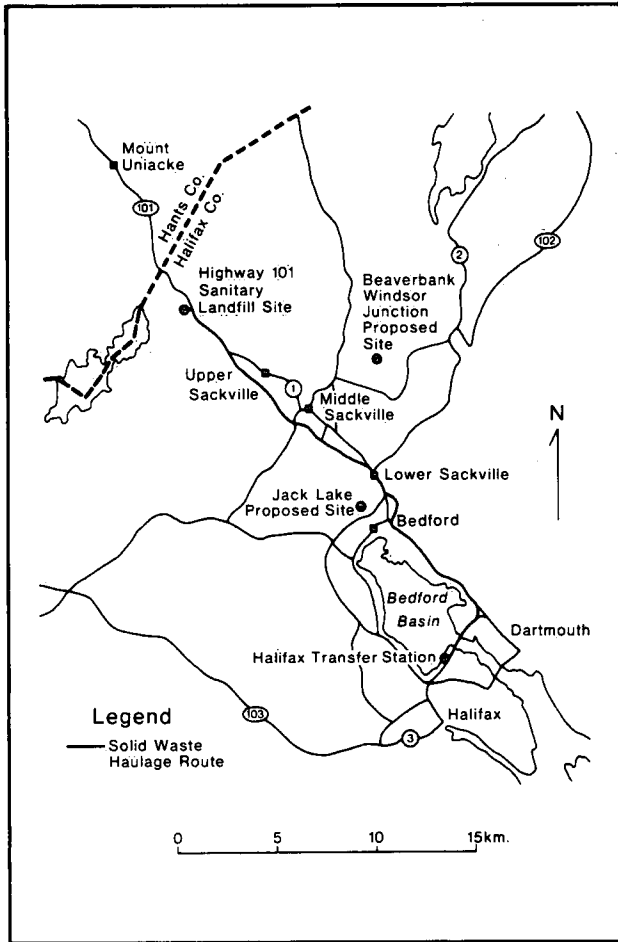 Mount
Uniacke
101
Hants Co.
Halifax Co.
102
2
Highway 101
Sanitary
Landfill Site
Beaverbank
Windsor
Junction
Proposed
Site
Upper
Sackville
1
Middle
Sackville
N
Lower Sackville
Jack Lake
Proposed Site
Bedford
Bedford
Basin
Dartmouth
Halifax Transfer Station
Halifax
103
3
Legend
Solid Waste
Haulage Route
0 5 10 15km.